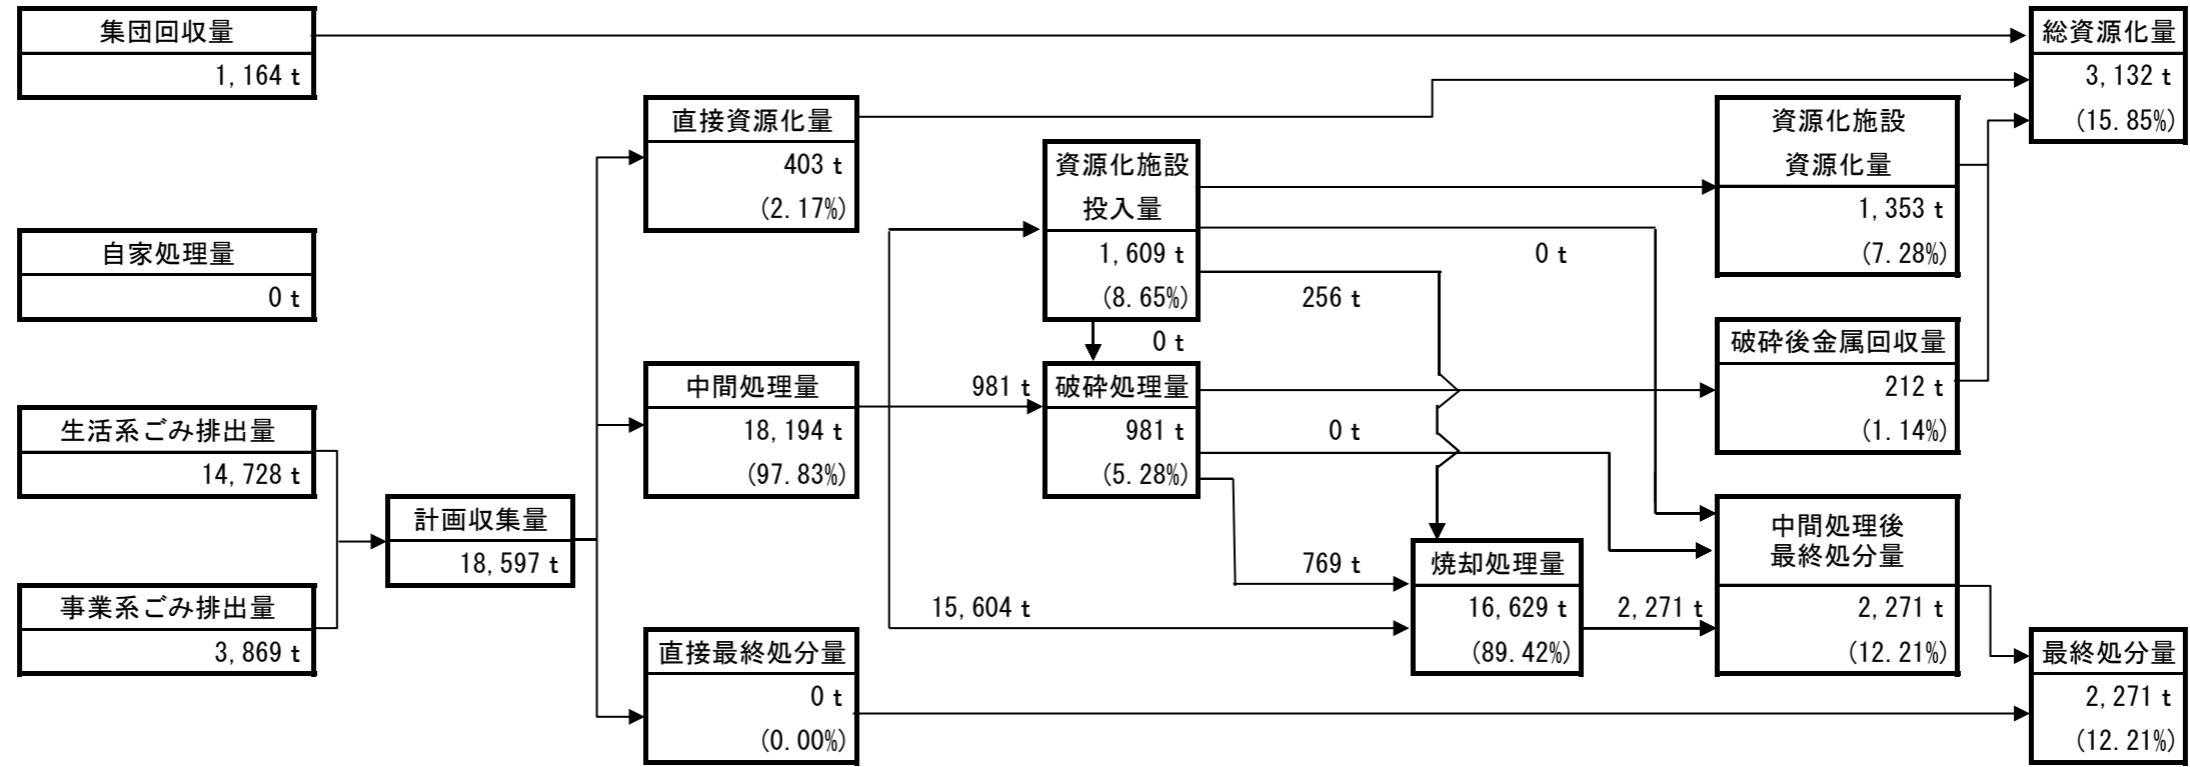 集団回収量
1,164 t
総資源化量
3,132 t
(15.85%)
直接資源化量
403 t
(2.17%)
資源化施設
投入量
1,609 t
(8.65%)
資源化施設
資源化量
1,353 t
(7.28%)
自家処理量
0 t
0 t
256 t
0 t
中間処理量
18,194 t
(97.83%)
981 t
破砕処理量
981 t
(5.28%)
破砕後金属回収量
212 t
(1.14%)
0 t
生活系ごみ排出量
14,728 t
計画収集量
18,597 t
事業系ごみ排出量
3,869 t
769 t
15,604 t
焼却処理量
16,629 t
(89.42%)
2,271 t
中間処理後
最終処分量
2,271 t
(12.21%)
直接最終処分量
0 t
(0.00%)
最終処分量
2,271 t
(12.21%)